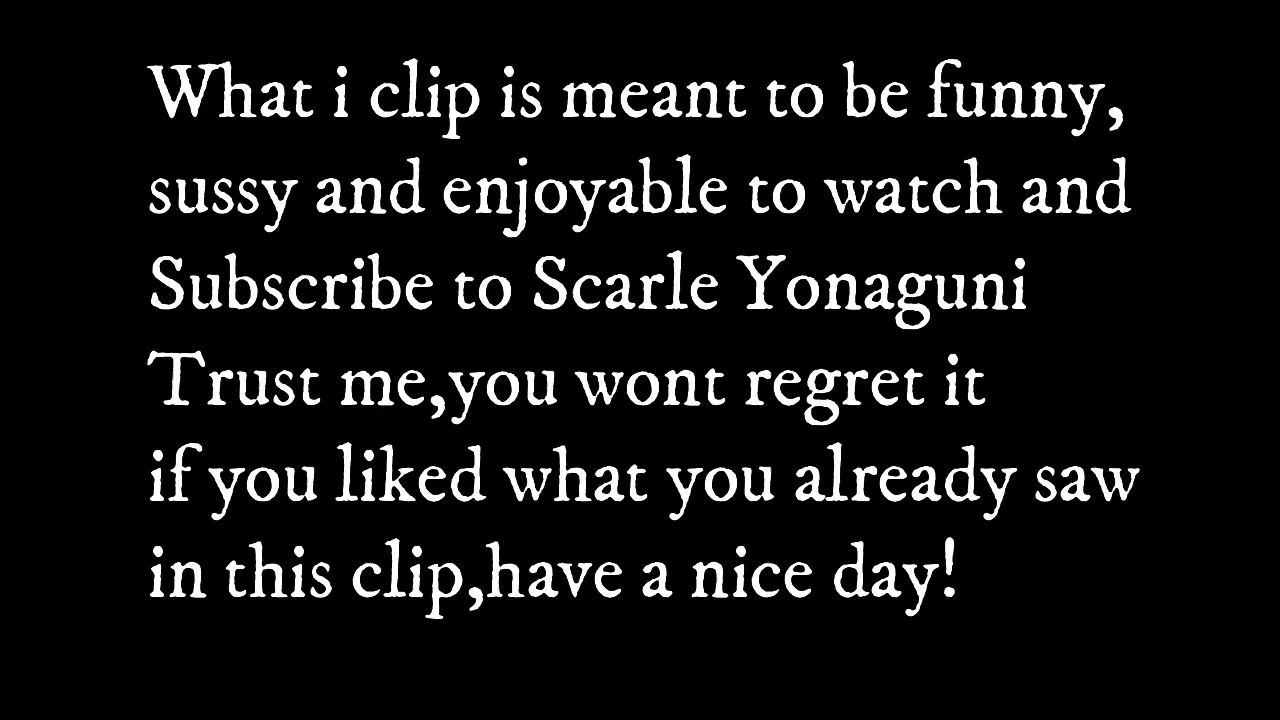 What i clip is meant to be funny,
sussy and enjoyable to watch and
Subscribe to Scarle Yonaguni
Trust me,you wont regret it
if you liked what you already saw
in this clip,have a nice day!